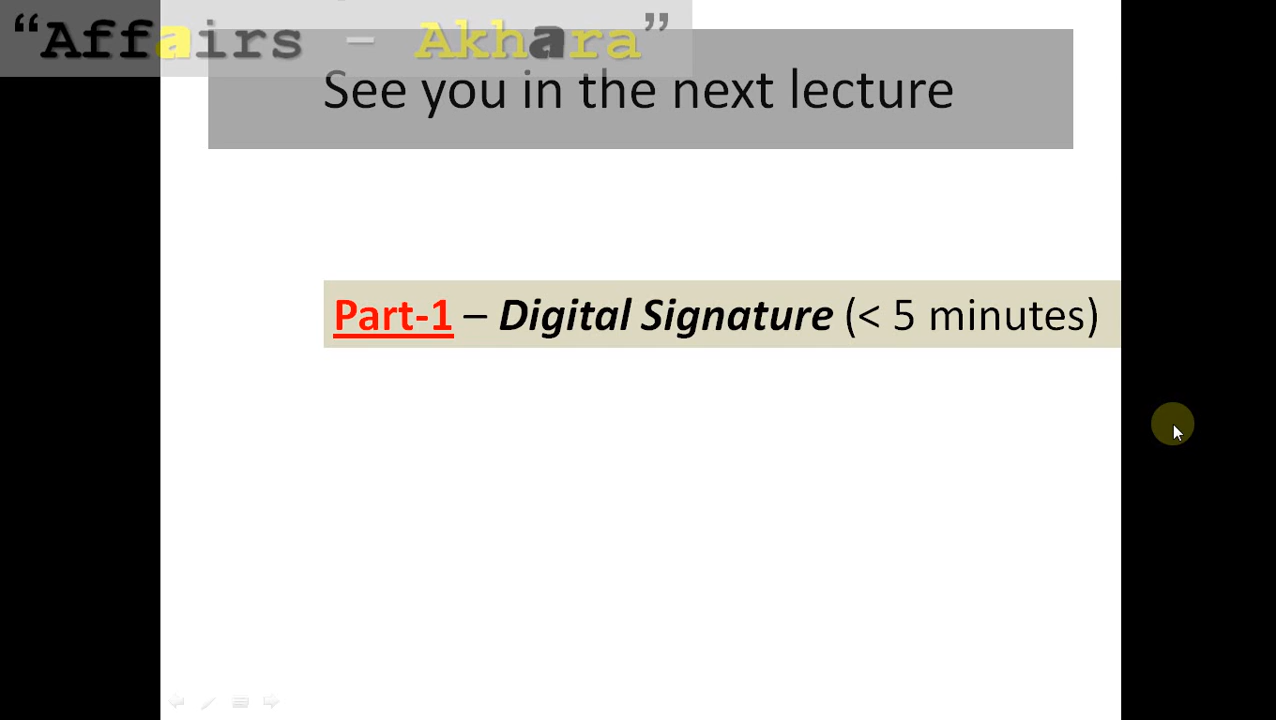 “Affairs – Akhara”
See you in the next lecture
Part-1 – Digital Signature (< 5 minutes)